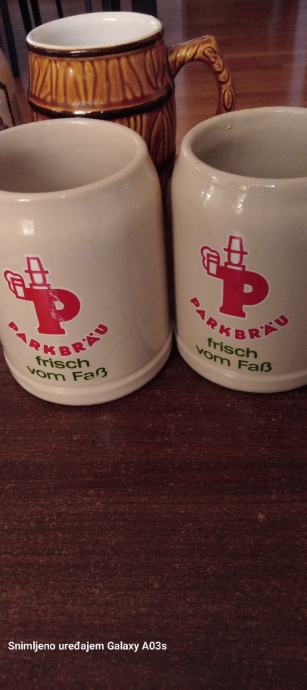 P
PARKBRÄU
frisch
vom Faß
P
PARKBRÄU
frisch
vom Faß
Snimljeno uređajem Galaxy A03s